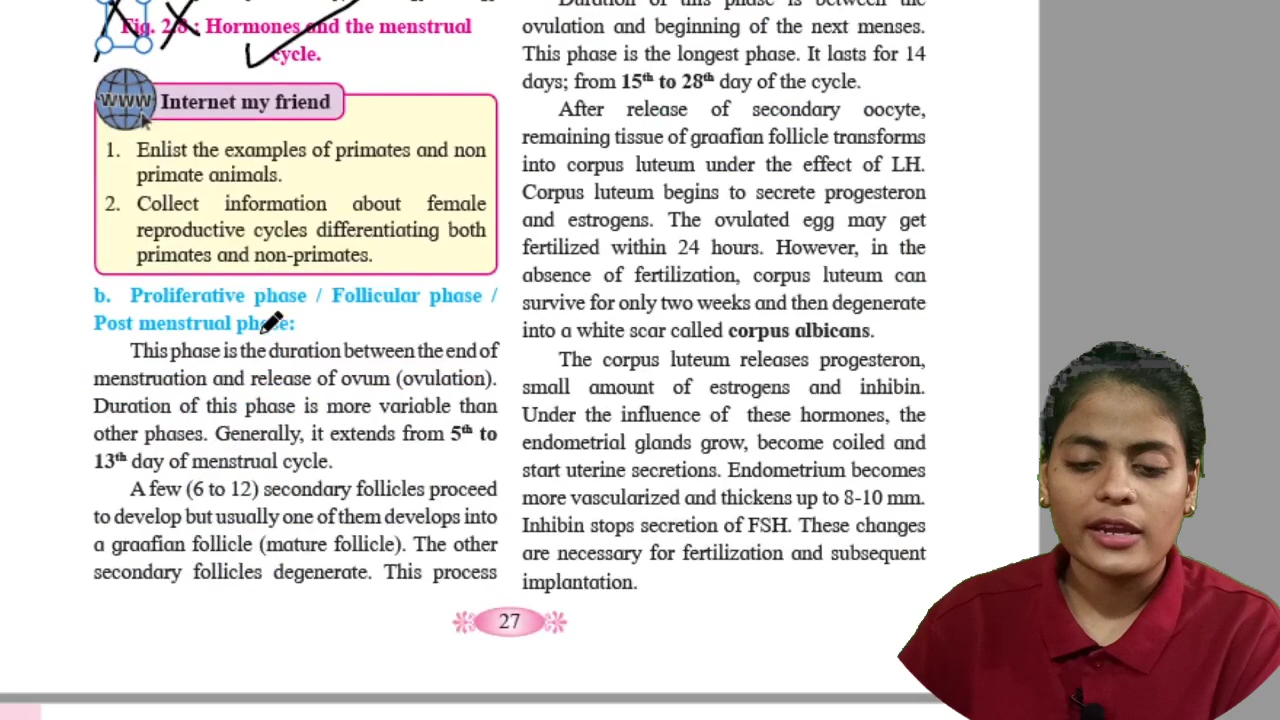 Fig. 2.8 : Hormones and the menstrual
cycle.
WWW Internet my friend
1. Enlist the examples of primates and non
primate animals.
2. Collect information about female
reproductive cycles differentiating both
primates and non-primates.
b. Proliferative phase / Follicular phase /
Post menstrual phase:
This phase is the duration between the end of
menstruation and release of ovum (ovulation).
Duration of this phase is more variable than
other phases. Generally, it extends from 5th to
13th day of menstrual cycle.
A few (6 to 12) secondary follicles proceed
to develop but usually one of them develops into
a graafian follicle (mature follicle). The other
secondary follicles degenerate. This process
Duration of this phase is between the
ovulation and beginning of the next menses.
This phase is the longest phase. It lasts for 14
days; from 15th to 28th day of the cycle.
After release of secondary oocyte,
remaining tissue of graafian follicle transforms
into corpus luteum under the effect of LH.
Corpus luteum begins to secrete progesteron
and estrogens. The ovulated egg may get
fertilized within 24 hours. However, in the
absence of fertilization, corpus luteum can
survive for only two weeks and then degenerate
into a white scar called corpus albicans.
The corpus luteum releases progesteron,
small amount of estrogens and inhibin.
Under the influence of these hormones, the
endometrial glands grow, become coiled and
start uterine secretions. Endometrium becomes
more vascularized and thickens up to 8-10 mm.
Inhibin stops secretion of FSH. These changes
are necessary for fertilization and subsequent
implantation.
27